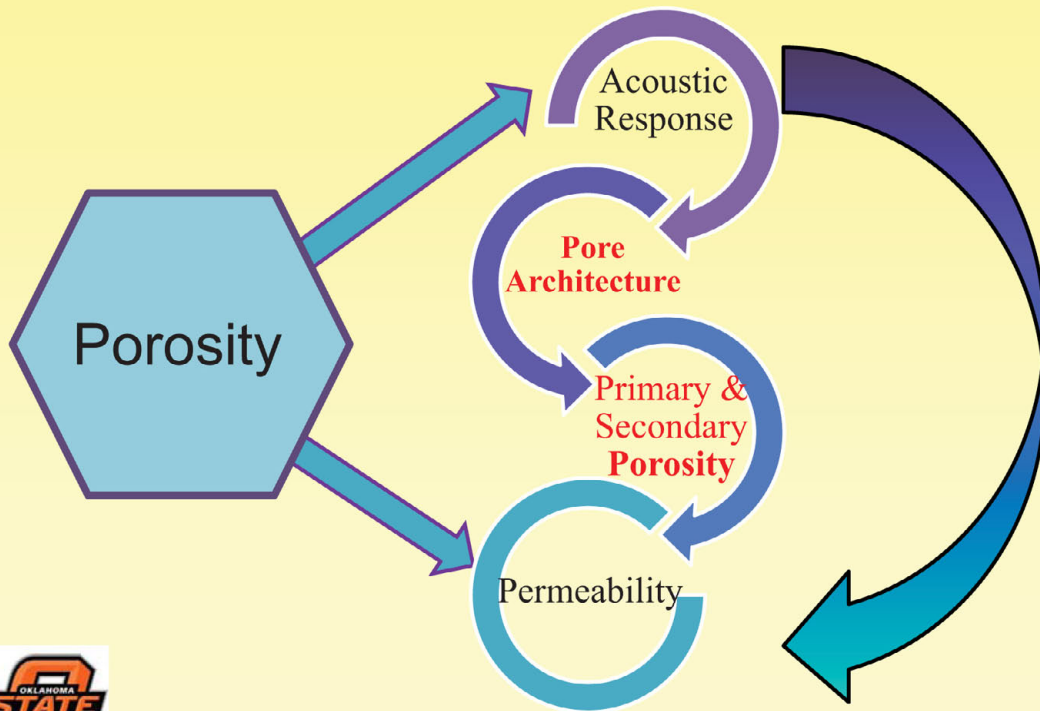 Acoustic
Response
Pore
Architecture
Porosity
Primary &
Secondary
Porosity
Permeability
OKLAHOMA
STATE